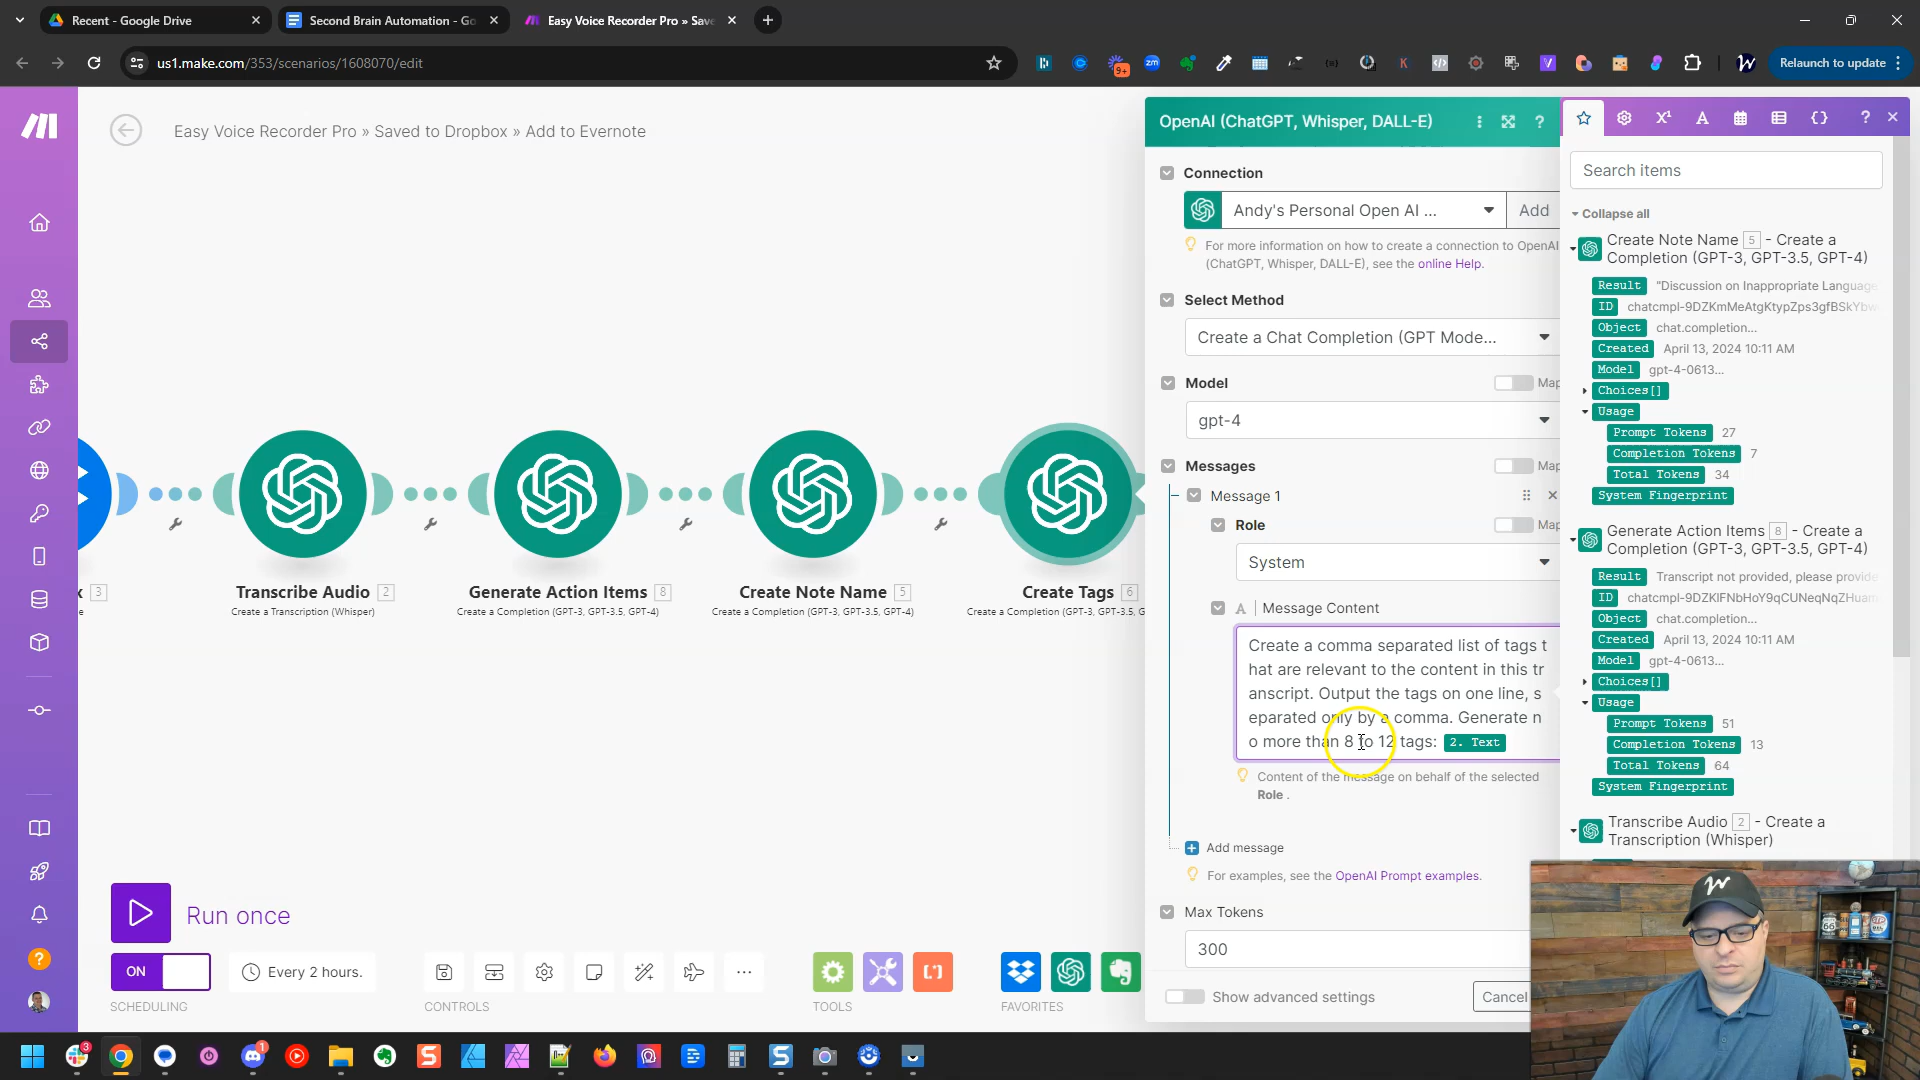 Recent - Google Drive
Second Brain Automation - Go
Easy Voice Recorder Pro » Save
us1.make.com/353/scenarios/1608070/edit
9+
zm
Relaunch to update
Easy Voice Recorder Pro » Saved to Dropbox » Add to Evernote
OpenAI (ChatGPT, Whisper, DALL-E)
?
Connection
Andy's Personal Open AI ...
Add
For more information on how to create a connection to OpenAI
(ChatGPT, Whisper, DALL-E), see the online Help.
Select Method
Create a Chat Completion (GPT Mode...
Model
Map
gpt-4
Messages
Map
Message 1
Role
Map
System
A
Message Content
Create a comma separated list of tags t
hat are relevant to the content in this tr
anscript. Output the tags on one line, s
eparated only by a comma. Generate n
o more than 8 to 12 tags: 2. Text
Content of the message on behalf of the selected
Role .
Add message
For examples, see the OpenAI Prompt examples.
Max Tokens
300
Show advanced settings
Cancel
Search items
Collapse all
Create Note Name 5 - Create a
Completion (GPT-3, GPT-3.5, GPT-4)
Result "Discussion on Inappropriate Language
ID chatcmpl-9DZKmMeAtgKtypZps3gfBSkYbw
Object chat.completion...
Created April 13, 2024 10:11 AM
Model gpt-4-0613...
Choices[]
Usage
Prompt Tokens 27
Completion Tokens 7
Total Tokens 34
System Fingerprint
Generate Action Items 8 - Create a
Completion (GPT-3, GPT-3.5, GPT-4)
Result Transcript not provided, please provide
ID chatcmpl-9DZKlFNbHoY9qCUNeqNqZHuam
Object chat.completion...
Created April 13, 2024 10:11 AM
Model gpt-4-0613...
Choices[]
Usage
Prompt Tokens 51
Completion Tokens 13
Total Tokens 64
System Fingerprint
Transcribe Audio 2 - Create a
Transcription (Whisper)
3
Transcribe Audio 2
Create a Transcription (Whisper)
Generate Action Items 8
Create a Completion (GPT-3, GPT-3.5, GPT-4)
Create Note Name 5
Create a Completion (GPT-3, GPT-3.5, GPT-4)
Create Tags 6
Create a Completion (GPT-3, GPT-3.5, G
Run once
ON
Every 2 hours.
SCHEDULING
CONTROLS
TOOLS
FAVORITES